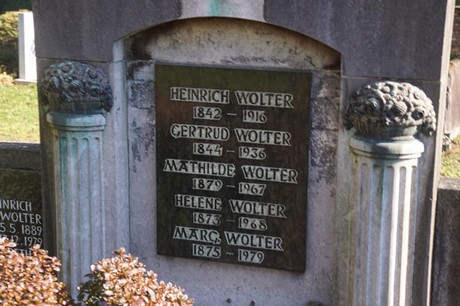 HEINRICH WOLTER
1842 - 1916
GERTRUD WOLTER
1844 - 1936
MATHILDE WOLTER
1879 - 1967
HELENE WOLTER
1873 - 1968
MARG. WOLTER
1875 - 1979
WOLTER